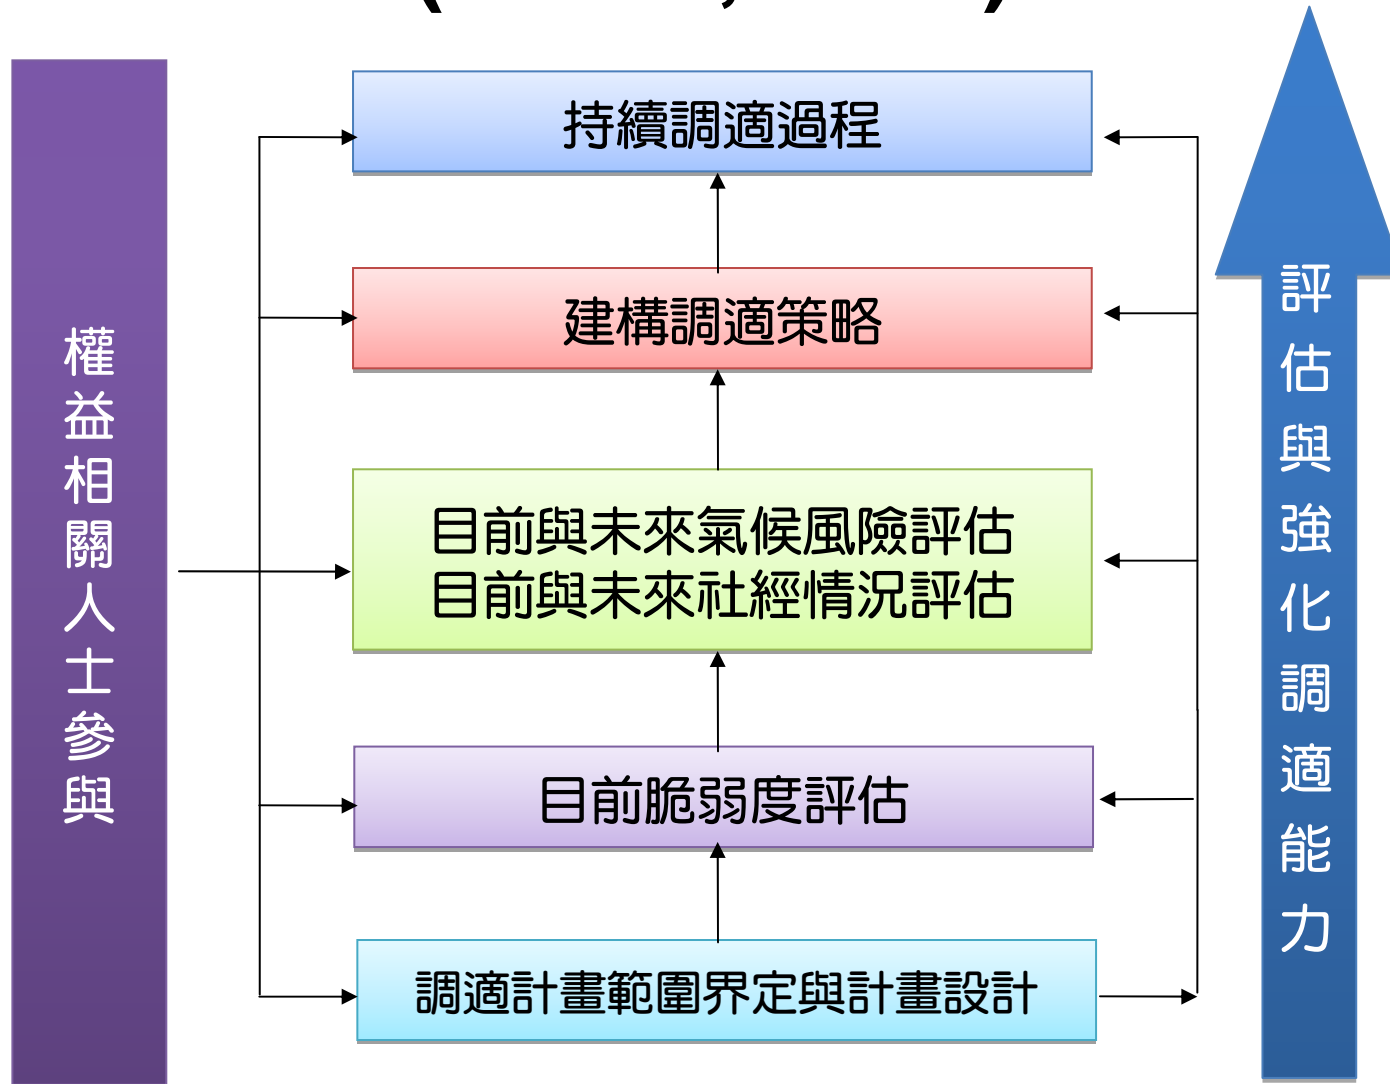 持續調適過程
建構調適策略
目前與未來氣候風險評估
目前與未來社經情況評估
目前脆弱度評估
調適計畫範圍界定與計畫設計
權益相關人士參與
評估與強化調適能力